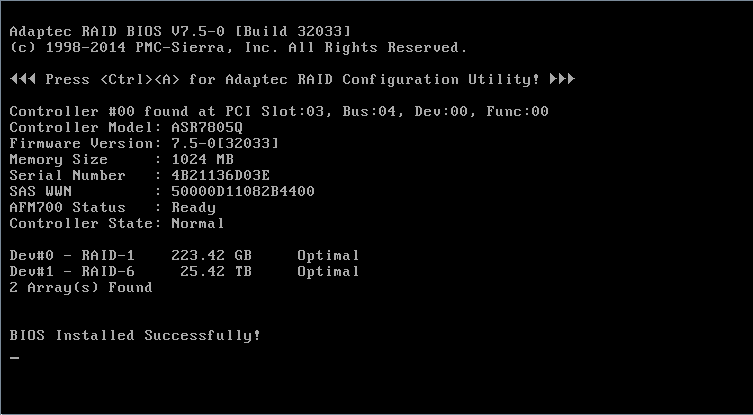 Adaptec RAID BIOS V7.5-0 [Build 32033]
(c) 1998-2014 PMC-Sierra, Inc. All Rights Reserved.
◄◄◄ Press <Ctrl><A> for Adaptec RAID Configuration Utility! ►►►
Controller #00 found at PCI Slot:03, Bus:04, Dev:00, Func:00
Controller Model: ASR7805Q
Firmware Version: 7.5-0[32033]
Memory Size     : 1024 MB
Serial Number   : 4B21136D03E
SAS WWN         : 50000D11082B4400
AFM700 Status   : Ready
Controller State: Normal
Dev#0 - RAID-1    223.42 GB     Optimal
Dev#1 - RAID-6     25.42 TB     Optimal
2 Array(s) Found
BIOS Installed Successfully!
_